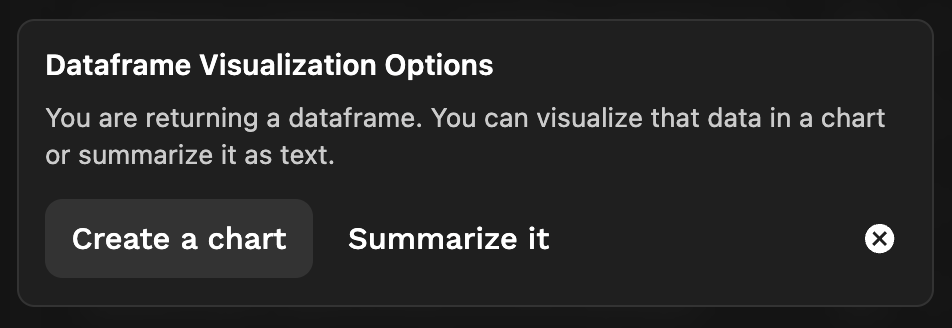 Dataframe Visualization Options
You are returning a dataframe. You can visualize that data in a chart
or summarize it as text.
Create a chart
Summarize it